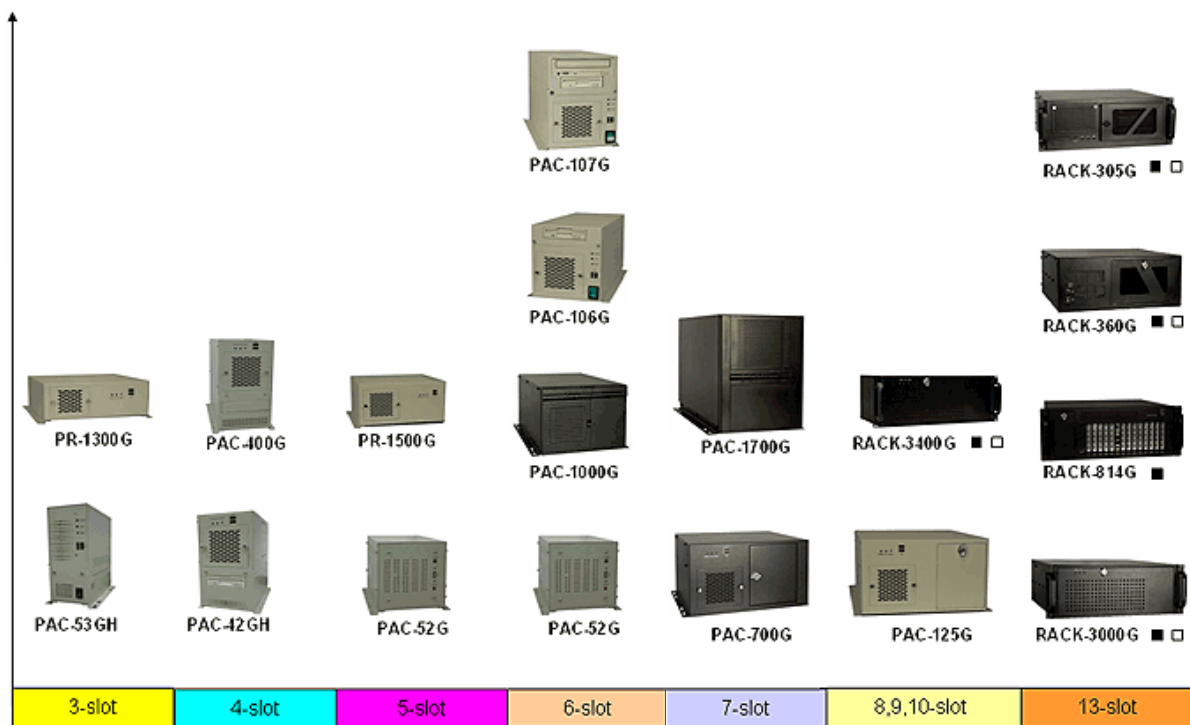 PAC-107G
RACK-305G
PAC-106G
RACK-360G
PR-1300G
PAC-400G
PR-1500G
PAC-1000G
PAC-1700G
RACK-3400G
RACK-814G
PAC-53GH
PAC-42GH
PAC-52G
PAC-52G
PAC-700G
PAC-125G
RACK-3000G
3-slot
4-slot
5-slot
6-slot
7-slot
8,9,10-slot
13-slot